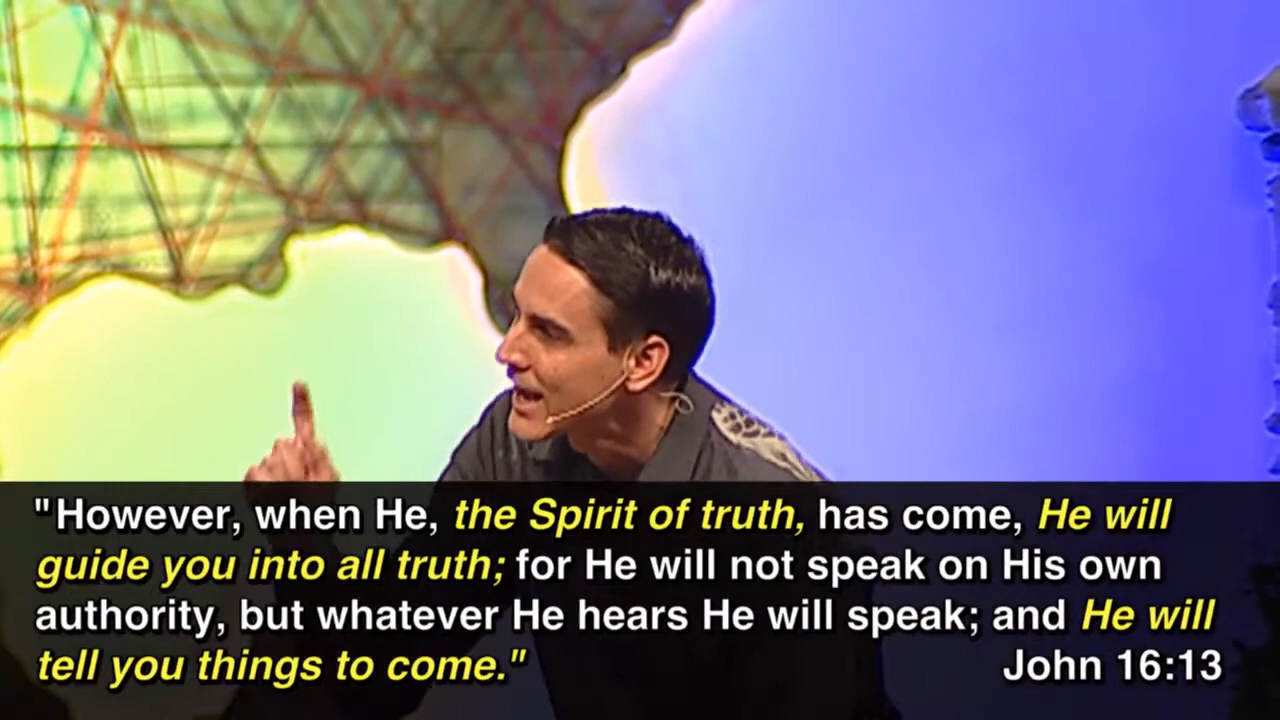 "However, when He, the Spirit of truth, has come, He will
guide you into all truth; for He will not speak on His own
authority, but whatever He hears He will speak; and He will
tell you things to come." John 16:13